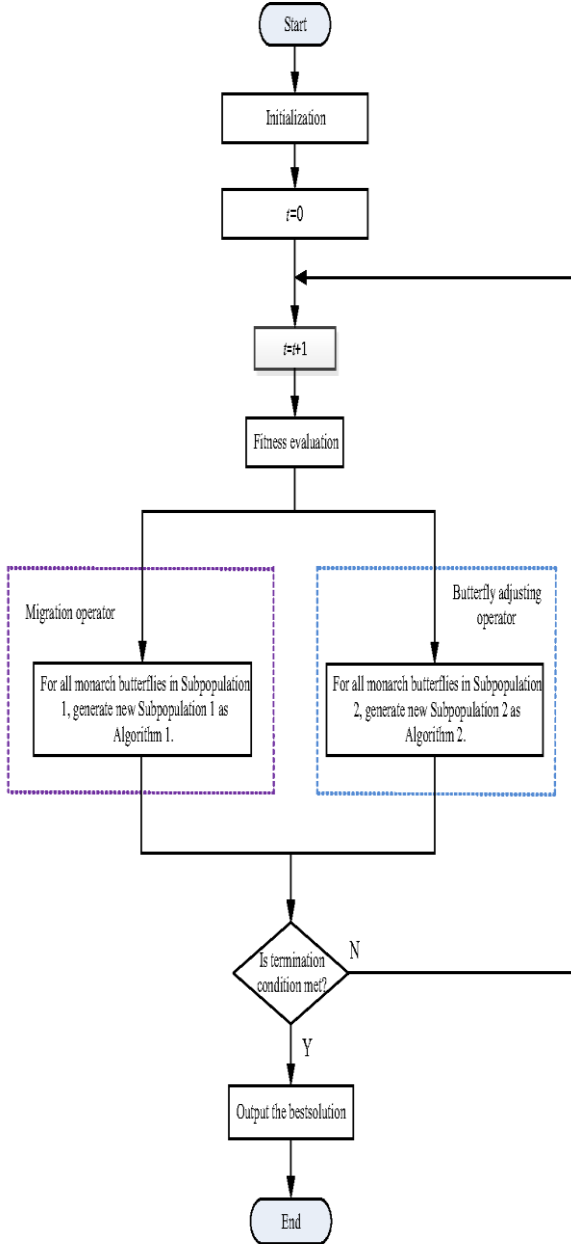 Start
Initialization
t=0
t=t+1
Fitness evaluation
Migration operator
Butterfly adjusting
operator
For all monarch butterflies in Subpopulation
1, generate new Subpopulation 1 as
Algorithm 1.
For all monarch butterflies in Subpopulation
2, generate new Subpopulation 2 as
Algorithm 2.
Is termination
condition met?
N
Y
Output the bestsolution
End